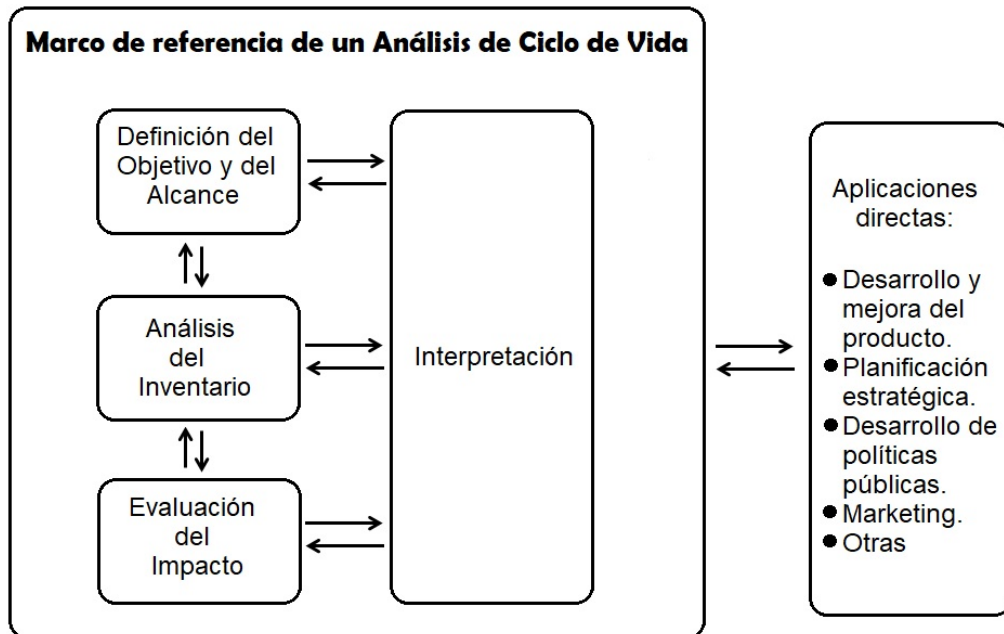 Marco de referencia de un Análisis de Ciclo de Vida
Definición del
Objetivo y del
Alcance
Análisis
del
Inventario
Evaluación
del
Impacto
Interpretación
Aplicaciones
directas:
● Desarrollo y
mejora del
producto.
● Planificación
estratégica.
● Desarrollo de
políticas
públicas.
● Marketing.
● Otras